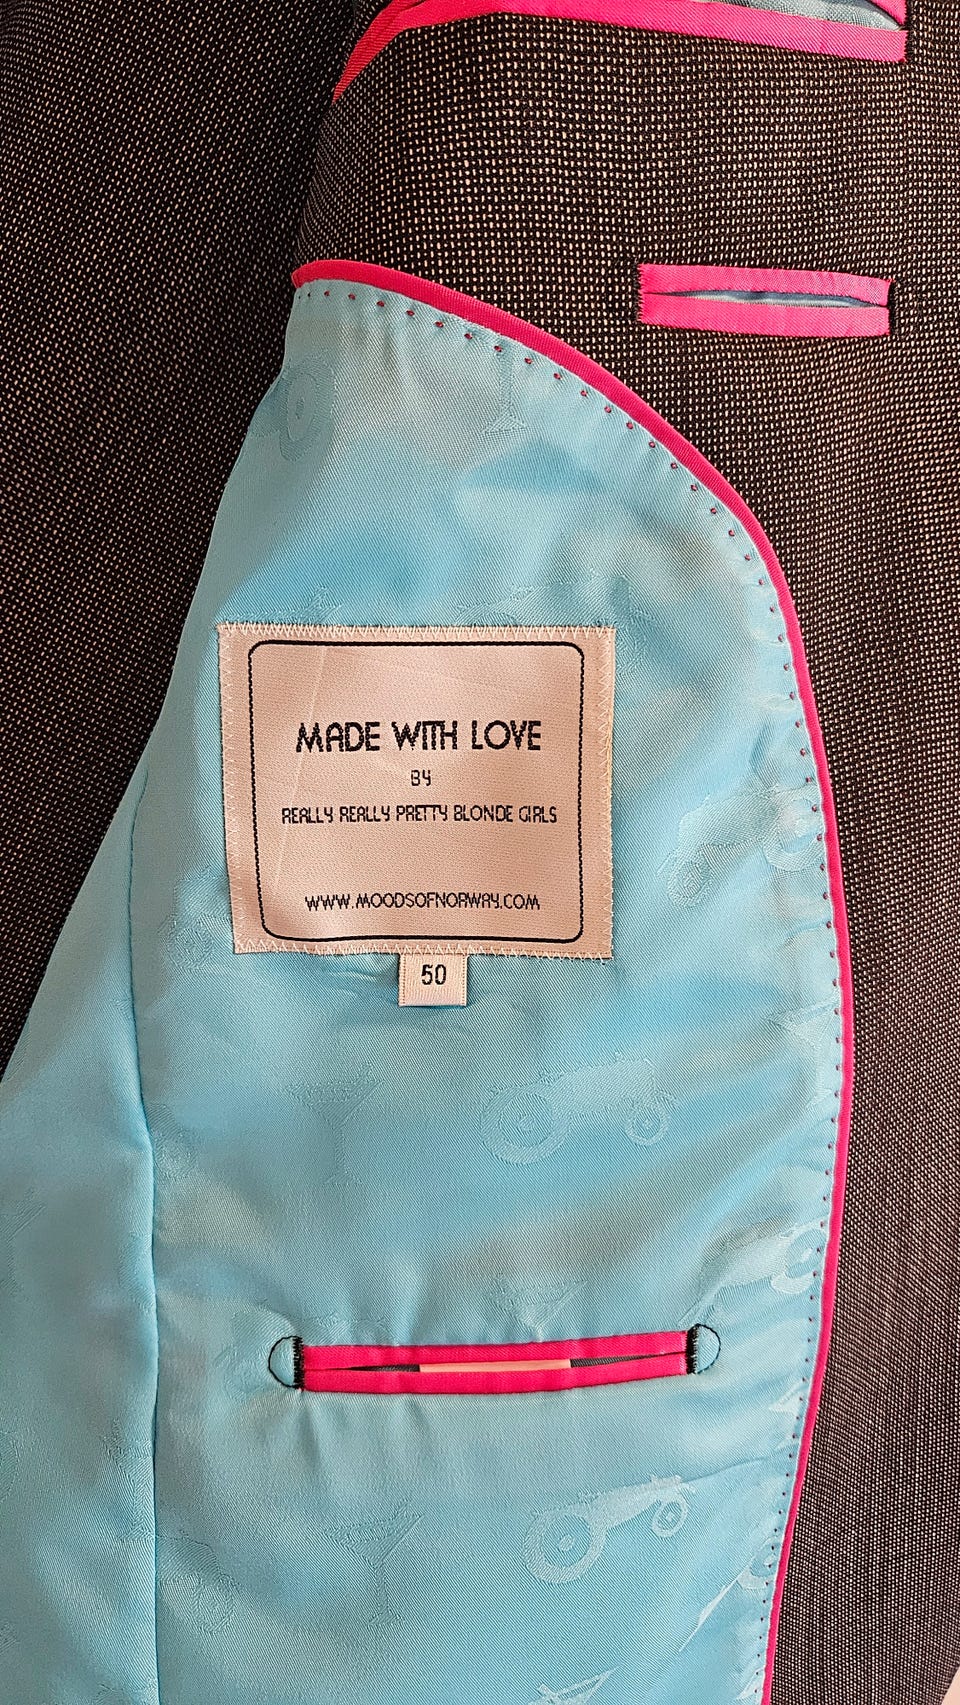 MADE WITH LOVE
BY
REALLY REALLY PRETTY BLONDE GIRLS
WWW.MOODSOFNORWAY.COM
50